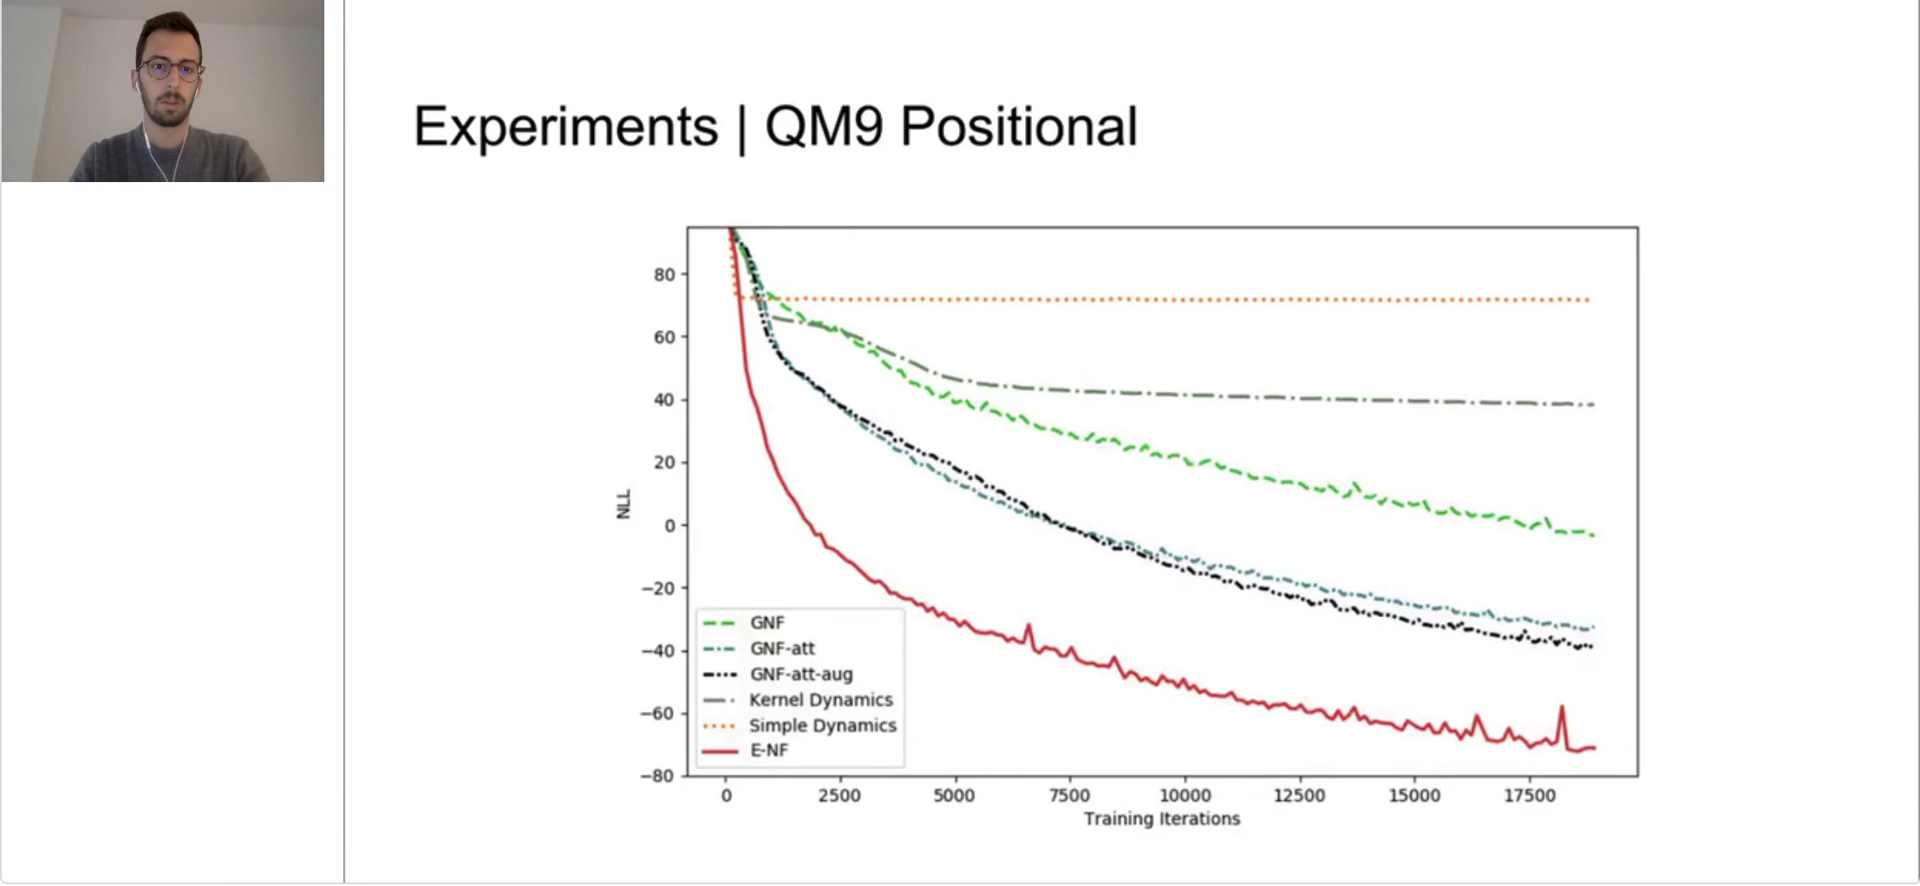 Experiments | QM9 Positional
80
60
40
20
0
−20
−40
−60
−80
NLL
GNF
GNF-att
GNF-att-aug
Kernel Dynamics
Simple Dynamics
E-NF
0 2500 5000 7500 10000 12500 15000 17500
Training Iterations